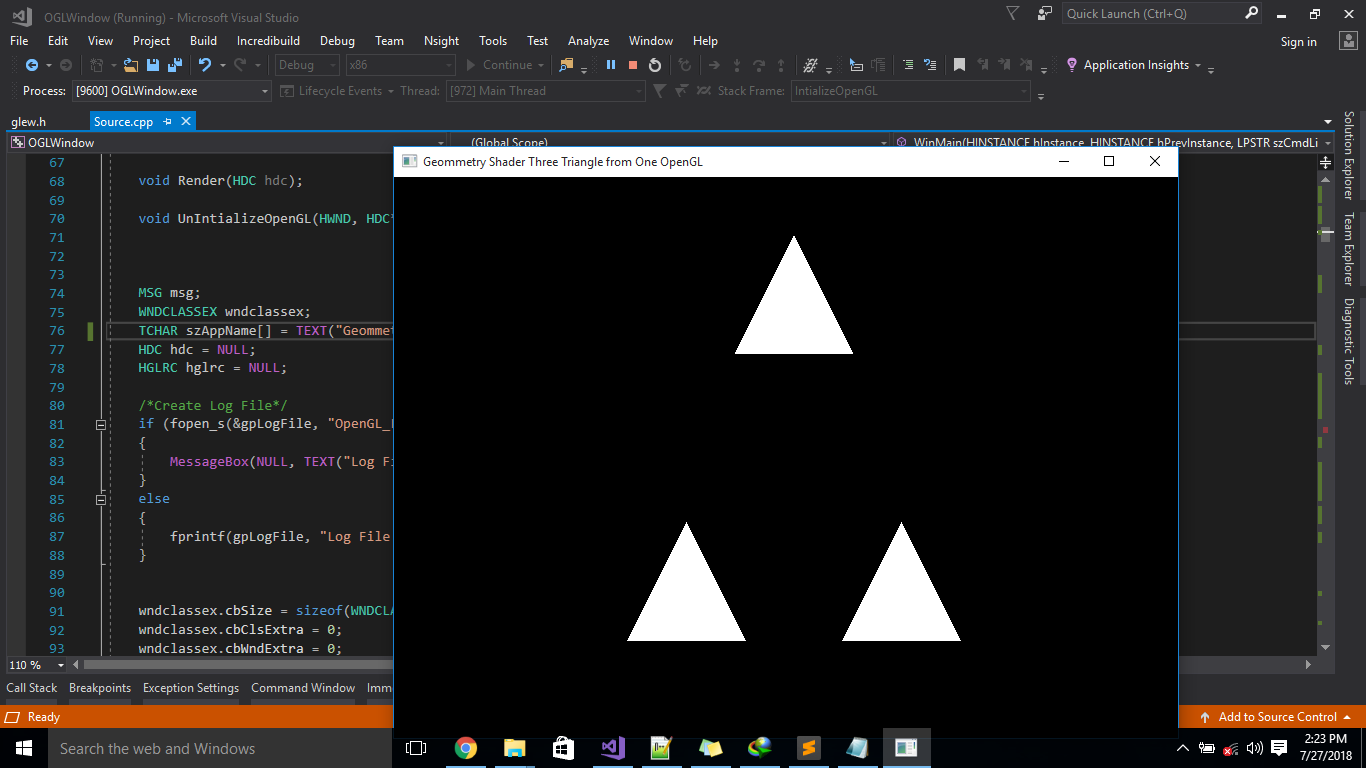 OGLWindow (Running) - Microsoft Visual Studio
Quick Launch (Ctrl+Q)
File Edit View Project Build Incredibuild Debug Team Nsight Tools Test Analyze Window Help
Sign in
Debug x86 Continue Application Insights
Process: [9600] OGLWindow.exe Lifecycle Events Thread: [972] Main Thread Stack Frame: IntializeOpenGL
glew.h Source.cpp
OGLWindow (Global Scope) WinMain(HINSTANCE hInstance, HINSTANCE hPrevInstance, LPSTR szCmdLi
Geommetry Shader Three Triangle from One OpenGL
67
68 void Render(HDC hdc);
69
70 void UnIntializeOpenGL(HWND, HDC
71
72
73
74 MSG msg;
75 WNDCLASSEX wndclassex;
76 TCHAR szAppName[] = TEXT("Geommet
77 HDC hdc = NULL;
78 HGLRC hglrc = NULL;
79
80 /*Create Log File*/
81 if (fopen_s(&gpLogFile, "OpenGL_
82 {
83 MessageBox(NULL, TEXT("Log Fi
84 }
85 else
86 {
87 fprintf(gpLogFile, "Log File
88 }
89
90
91 wndclassex.cbSize = sizeof(WNDCLA
92 wndclassex.cbClsExtra = 0;
93 wndclassex.cbWndExtra = 0;
Solution Explorer
Team Explorer
Diagnostic Tools
110 %
Call Stack Breakpoints Exception Settings Command Window Imm
Ready
Add to Source Control
Search the web and Windows
2:23 PM
7/27/2018